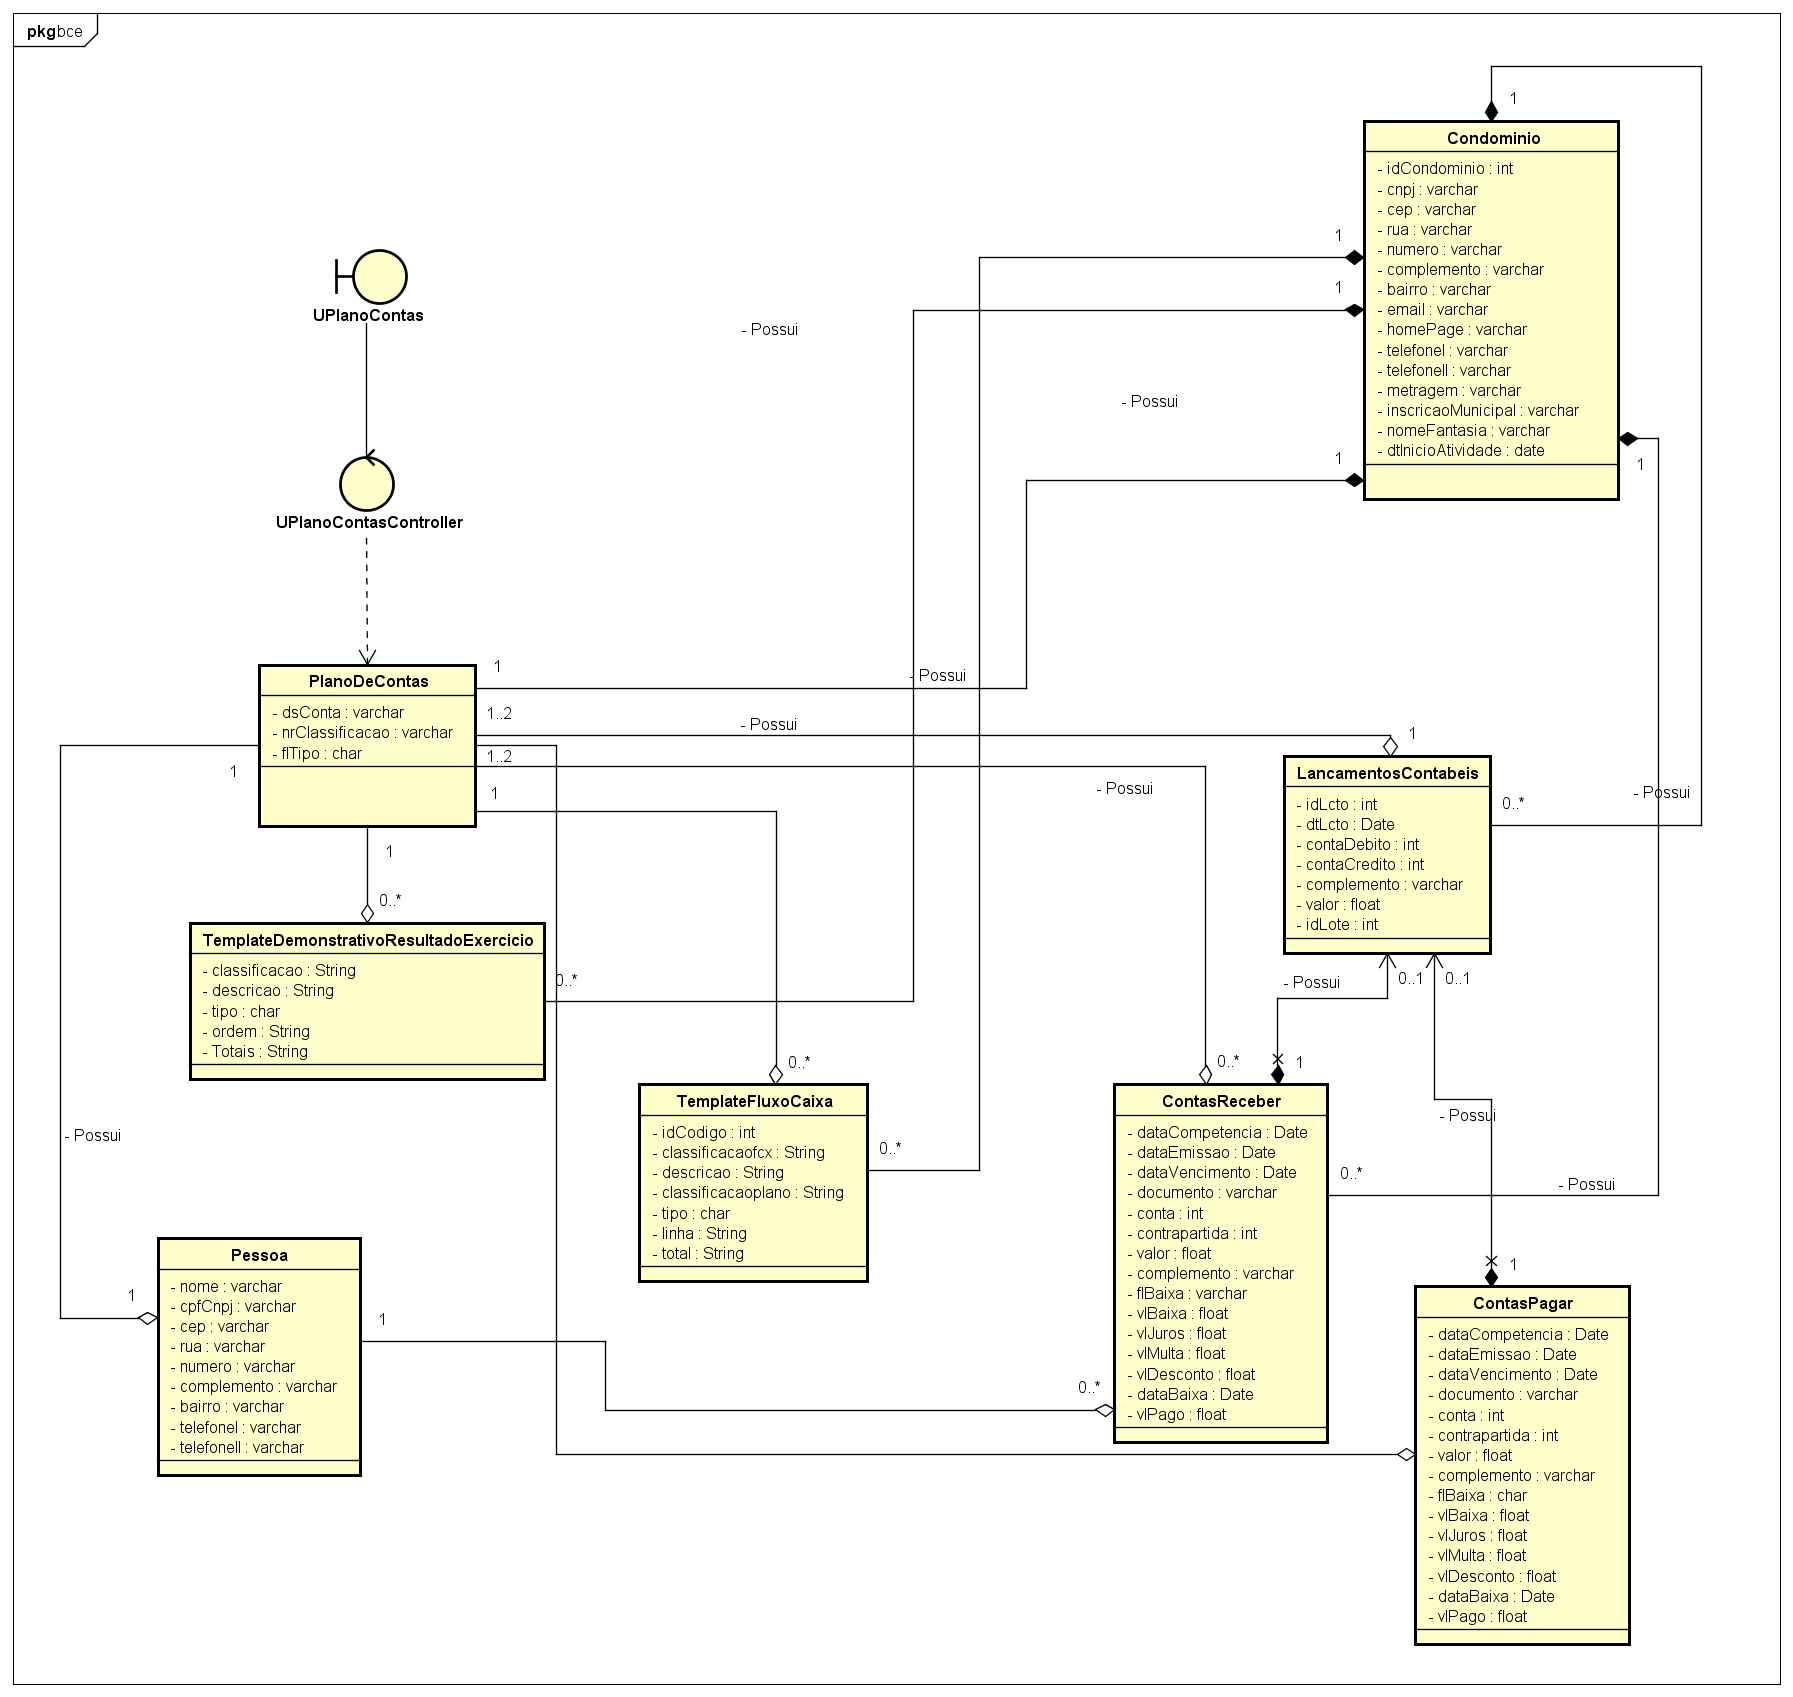 pkg bce
1
Condominio
- idCondominio : int
- cnpj : varchar
- cep : varchar
- rua : varchar
- numero : varchar
- complemento : varchar
- bairro : varchar
- email : varchar
- homePage : varchar
- telefoneI : varchar
- telefoneII : varchar
- metragem : varchar
- inscricaoMunicipal : varchar
- nomeFantasia : varchar
- dtInicioAtividade : date
1
1
1
1
UPlanoContas
- Possui
- Possui
UPlanoContasController
PlanoDeContas
- dsConta : varchar
- nrClassificacao : varchar
- flTipo : char
1
- Possui
1..2
- Possui
1
1..2
- Possui
1
1
1
0..*
LancamentosContabeis
- idLcto : int
- dtLcto : Date
- contaDebito : int
- contaCredito : int
- complemento : varchar
- valor : float
- idLote : int
0..*
- Possui
TemplateDemonstrativoResultadoExercicio
- classificacao : String
- descricao : String
- tipo : char
- ordem : String
- Totais : String
0..*
- Possui
0..1
0..1
0..*
0..*
1
- Possui
- Possui
TemplateFluxoCaixa
- idCodigo : int
- classificacaofcx : String
- descricao : String
- classificacaoplano : String
- tipo : char
- linha : String
- total : String
0..*
ContasReceber
- dataCompetencia : Date
- dataEmissao : Date
- dataVencimento : Date
- documento : varchar
- conta : int
- contrapartida : int
- valor : float
- complemento : varchar
- flBaixa : varchar
- vlBaixa : float
- vlJuros : float
- vlMulta : float
- vlDesconto : float
- dataBaixa : Date
- vlPago : float
0..*
- Possui
1
Pessoa
- nome : varchar
- cpfCnpj : varchar
- cep : varchar
- rua : varchar
- numero : varchar
- complemento : varchar
- bairro : varchar
- telefoneI : varchar
- telefoneII : varchar
1
1
0..*
ContasPagar
- dataCompetencia : Date
- dataEmissao : Date
- dataVencimento : Date
- documento : varchar
- conta : int
- contrapartida : int
- valor : float
- complemento : varchar
- flBaixa : char
- vlBaixa : float
- vlJuros : float
- vlMulta : float
- vlDesconto : float
- dataBaixa : Date
- vlPago : float